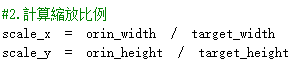 #2.計算縮放比例
scale_x = orin_width / target_width
scale_y = orin_height / target_height